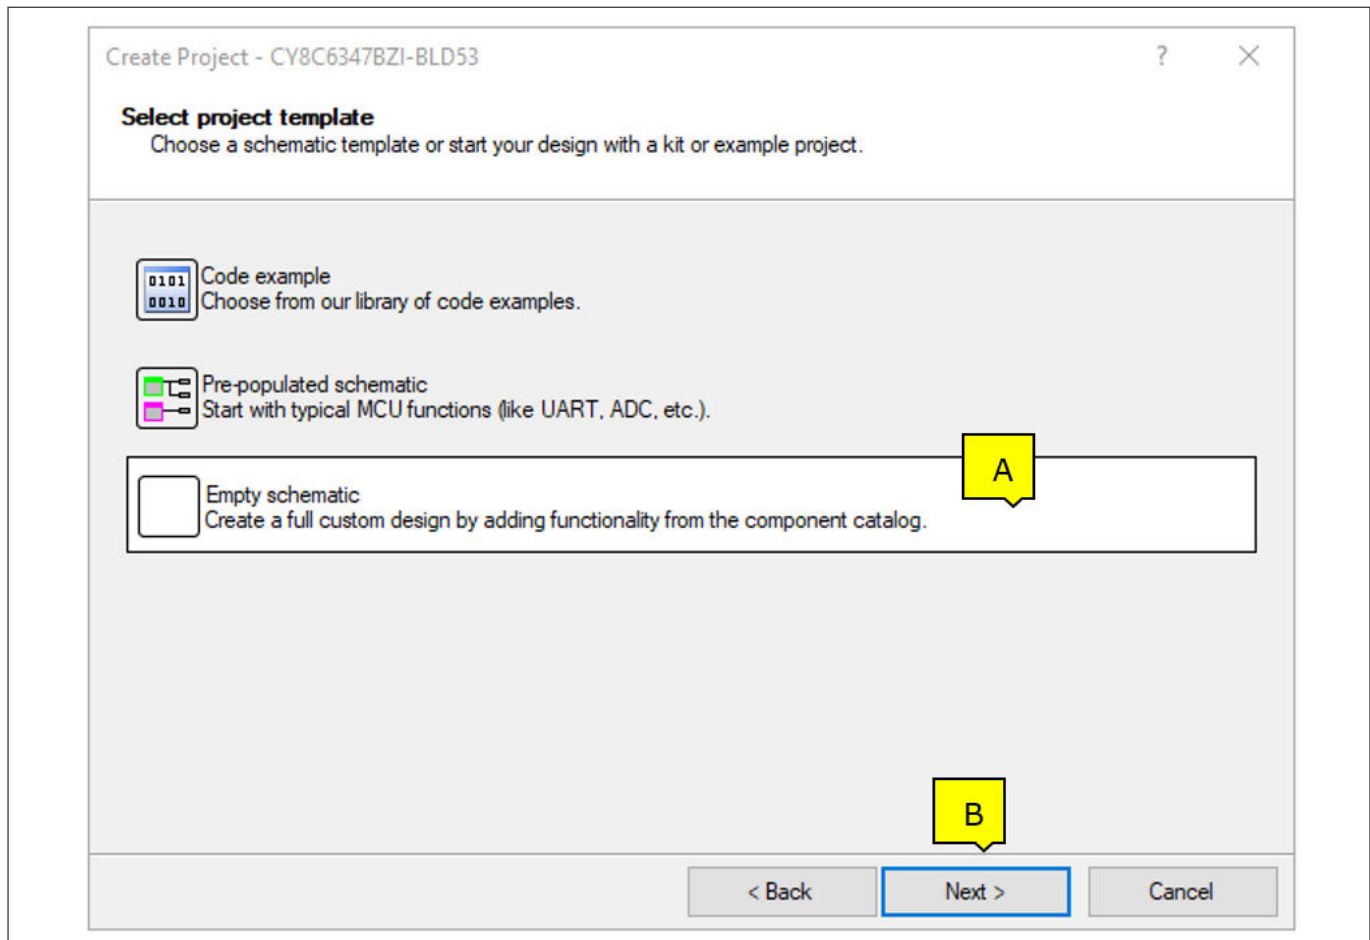 Create Project - CY8C6347BZI-BLD53
?
Select project template
Choose a schematic template or start your design with a kit or example project.
0101
0010
Code example
Choose from our library of code examples.
Pre-populated schematic
Start with typical MCU functions (like UART, ADC, etc.).
A
Empty schematic
Create a full custom design by adding functionality from the component catalog.
B
< Back
Next >
Cancel